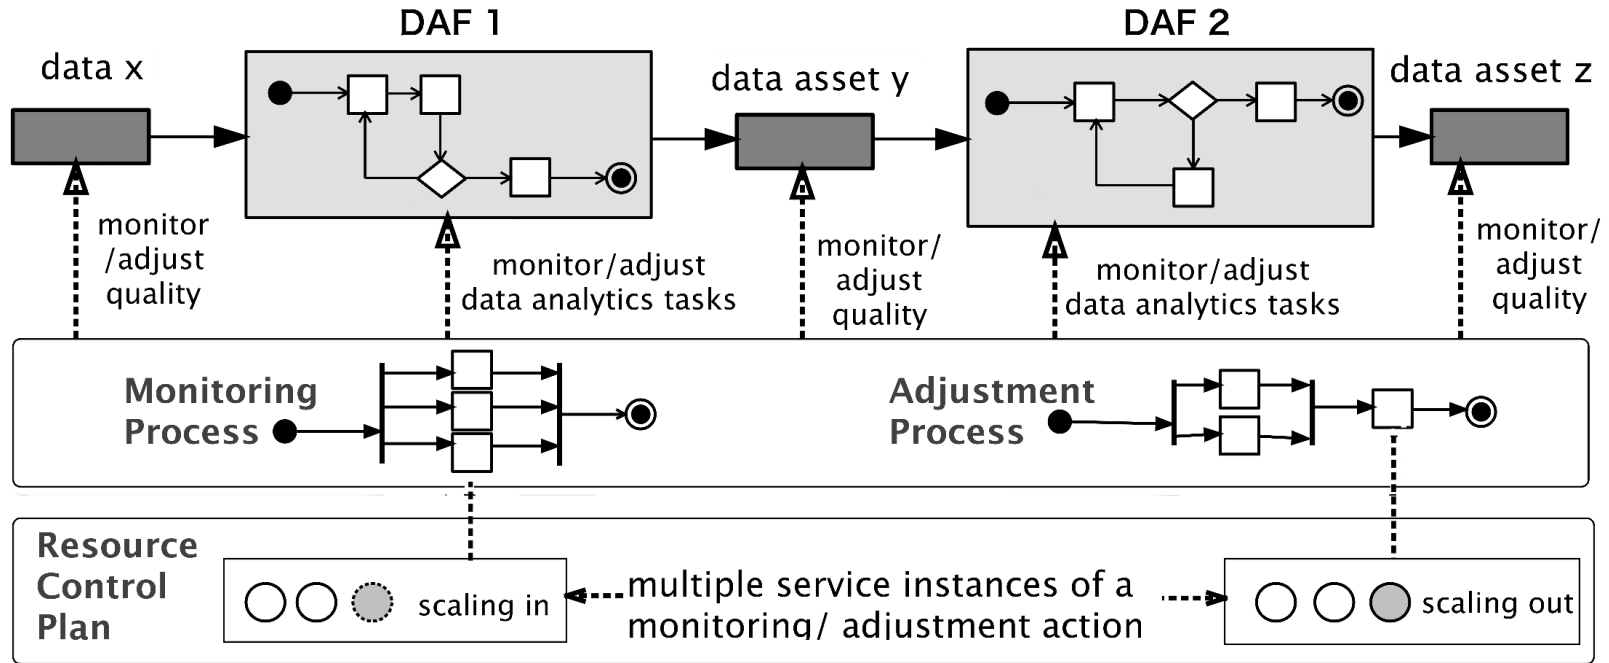 DAF 1
DAF 2
data x
data asset y
data asset z
monitor
/adjust
quality
monitor/adjust
data analytics tasks
monitor/
adjust
quality
monitor/adjust
data analytics tasks
monitor/
adjust
quality
Monitoring
Process
Adjustment
Process
Resource
Control
Plan
scaling in
multiple service instances of a
monitoring/ adjustment action
scaling out